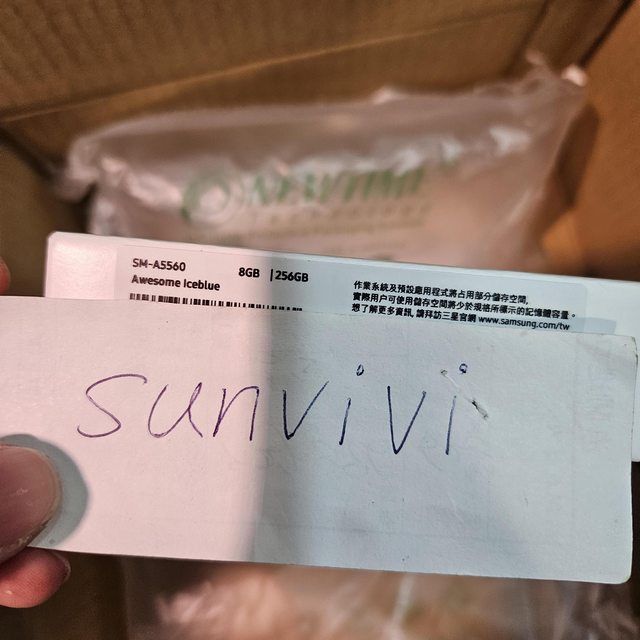 NEWTIME
SM-A5560 8GB | 256GB
Awesome Iceblue
作業系統及預設應用程式將占用部分儲存空間,
實際用戶可使用儲存空間將少於規格所標示的記憶體容量。
想了解更多資訊, 請拜訪三星官網 www.samsung.com/tw
sunvivi